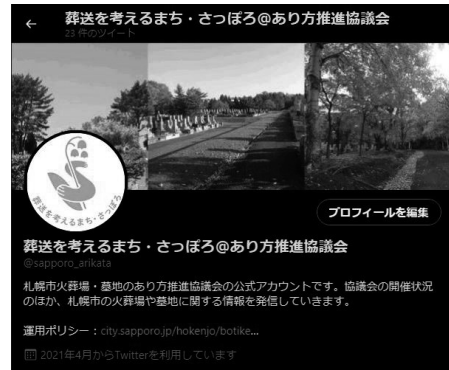 葬送を考えるまち・さっぽろ@あり方推進協議会
23 件のツイート
葬送を考えるまち・さっぽろ
プロフィールを編集
葬送を考えるまち・さっぽろ@あり方推進協議会
@sapporo_arikata
札幌市火葬場・墓地のあり方推進協議会の公式アカウントです。協議会の開催状況
のほか、札幌市の火葬場や墓地に関する情報を発信していきます。
運用ポリシー：city.sapporo.jp/hokenjo/botike...
2021年4月からTwitterを利用しています